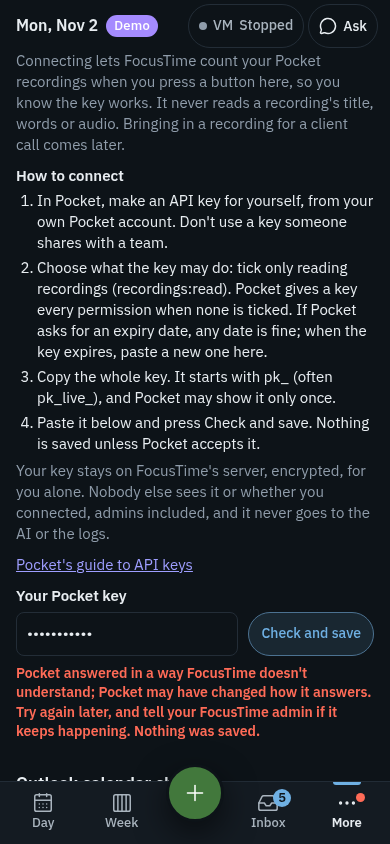 Mon, Nov 2 Demo VM Stopped Ask
Connecting lets FocusTime count your Pocket
recordings when you press a button here, so you
know the key works. It never reads a recording's title,
words or audio. Bringing in a recording for a client
call comes later.
How to connect
1. In Pocket, make an API key for yourself, from your
own Pocket account. Don't use a key someone
shares with a team.
2. Choose what the key may do: tick only reading
recordings (recordings:read). Pocket gives a key
every permission when none is ticked. If Pocket
asks for an expiry date, any date is fine; when the
key expires, paste a new one here.
3. Copy the whole key. It starts with pk_ (often
pk_live_), and Pocket may show it only once.
4. Paste it below and press Check and save. Nothing
is saved unless Pocket accepts it.
Your key stays on FocusTime's server, encrypted, for
you alone. Nobody else sees it or whether you
connected, admins included, and it never goes to the
AI or the logs.
Pocket's guide to API keys
Your Pocket key
••••••••••• Check and save
Pocket answered in a way FocusTime doesn't
understand; Pocket may have changed how it answers.
Try again later, and tell your FocusTime admin if it
keeps happening. Nothing was saved.
Outlook calendar
5
Day Week Inbox More